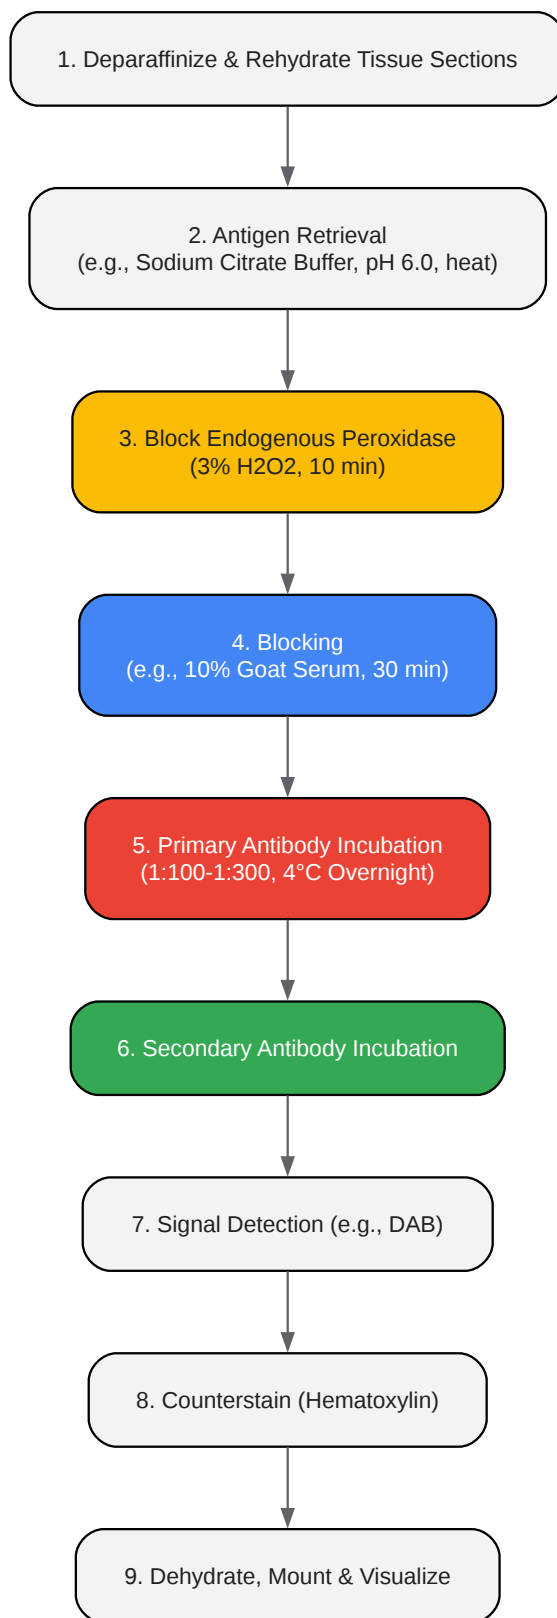 1. Deparaffinize & Rehydrate Tissue Sections
2. Antigen Retrieval
(e.g., Sodium Citrate Buffer, pH 6.0, heat)
3. Block Endogenous Peroxidase
(3% H2O2, 10 min)
4. Blocking
(e.g., 10% Goat Serum, 30 min)
5. Primary Antibody Incubation
(1:100-1:300, 4°C Overnight)
6. Secondary Antibody Incubation
7. Signal Detection (e.g., DAB)
8. Counterstain (Hematoxylin)
9. Dehydrate, Mount & Visualize